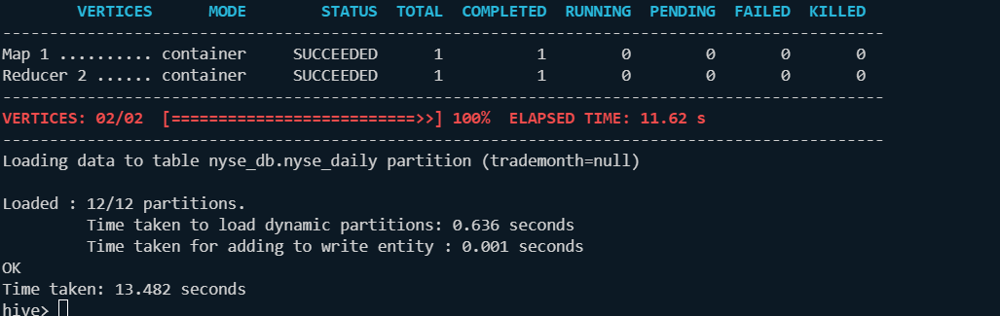 VERTICES MODE STATUS TOTAL COMPLETED RUNNING PENDING FAILED KILLED
----------------------------------------------------------------------------------------------
Map 1 .......... container SUCCEEDED 1 1 0 0 0 0
Reducer 2 ...... container SUCCEEDED 1 1 0 0 0 0
----------------------------------------------------------------------------------------------
VERTICES: 02/02 [==========================>>] 100% ELAPSED TIME: 11.62 s
----------------------------------------------------------------------------------------------
Loading data to table nyse_db.nyse_daily partition (trademonth=null)
Loaded : 12/12 partitions.
Time taken to load dynamic partitions: 0.636 seconds
Time taken for adding to write entity : 0.001 seconds
OK
Time taken: 13.482 seconds
hive>